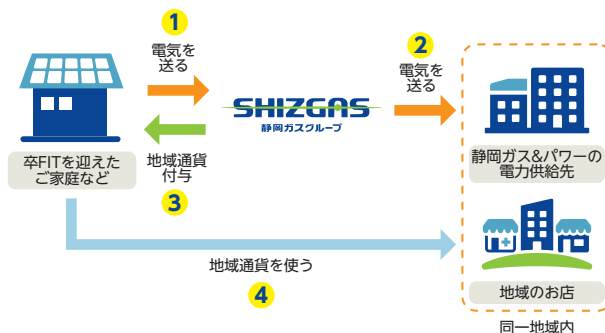 1
電気を
送る
2
電気を
送る
SHIZGAS
静岡ガスグループ
卒FITを迎えた
ご家庭など
地域通貨
付与
3
静岡ガス&パワーの
電力供給先
地域通貨を使う
4
地域のお店
同一地域内